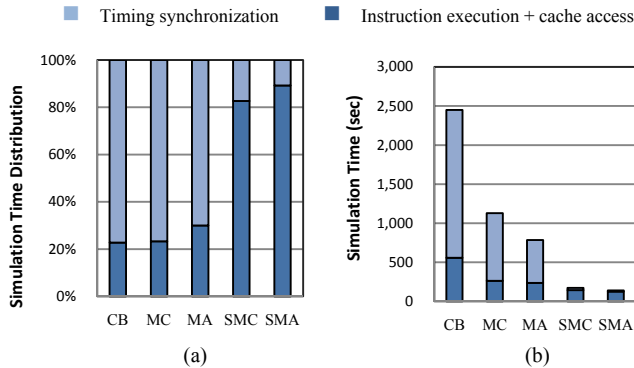 Timing synchronization
Instruction execution + cache access
Simulation Time Distribution
100%
80%
60%
40%
20%
0%
CB MC MA SMC SMA
(a)
Simulation Time (sec)
3,000
2,500
2,000
1,500
1,000
500
0
CB MC MA SMC SMA
(b)